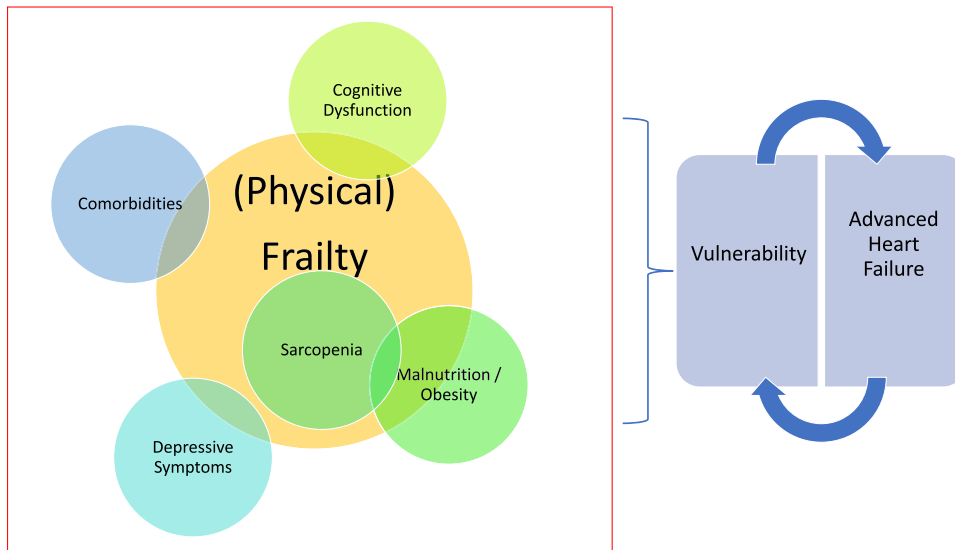 Cognitive
Dysfunction
(Physical)
Frailty
Comorbidities
Sarcopenia
Malnutrition /
Obesity
Depressive
Symptoms
Vulnerability
Advanced
Heart
Failure